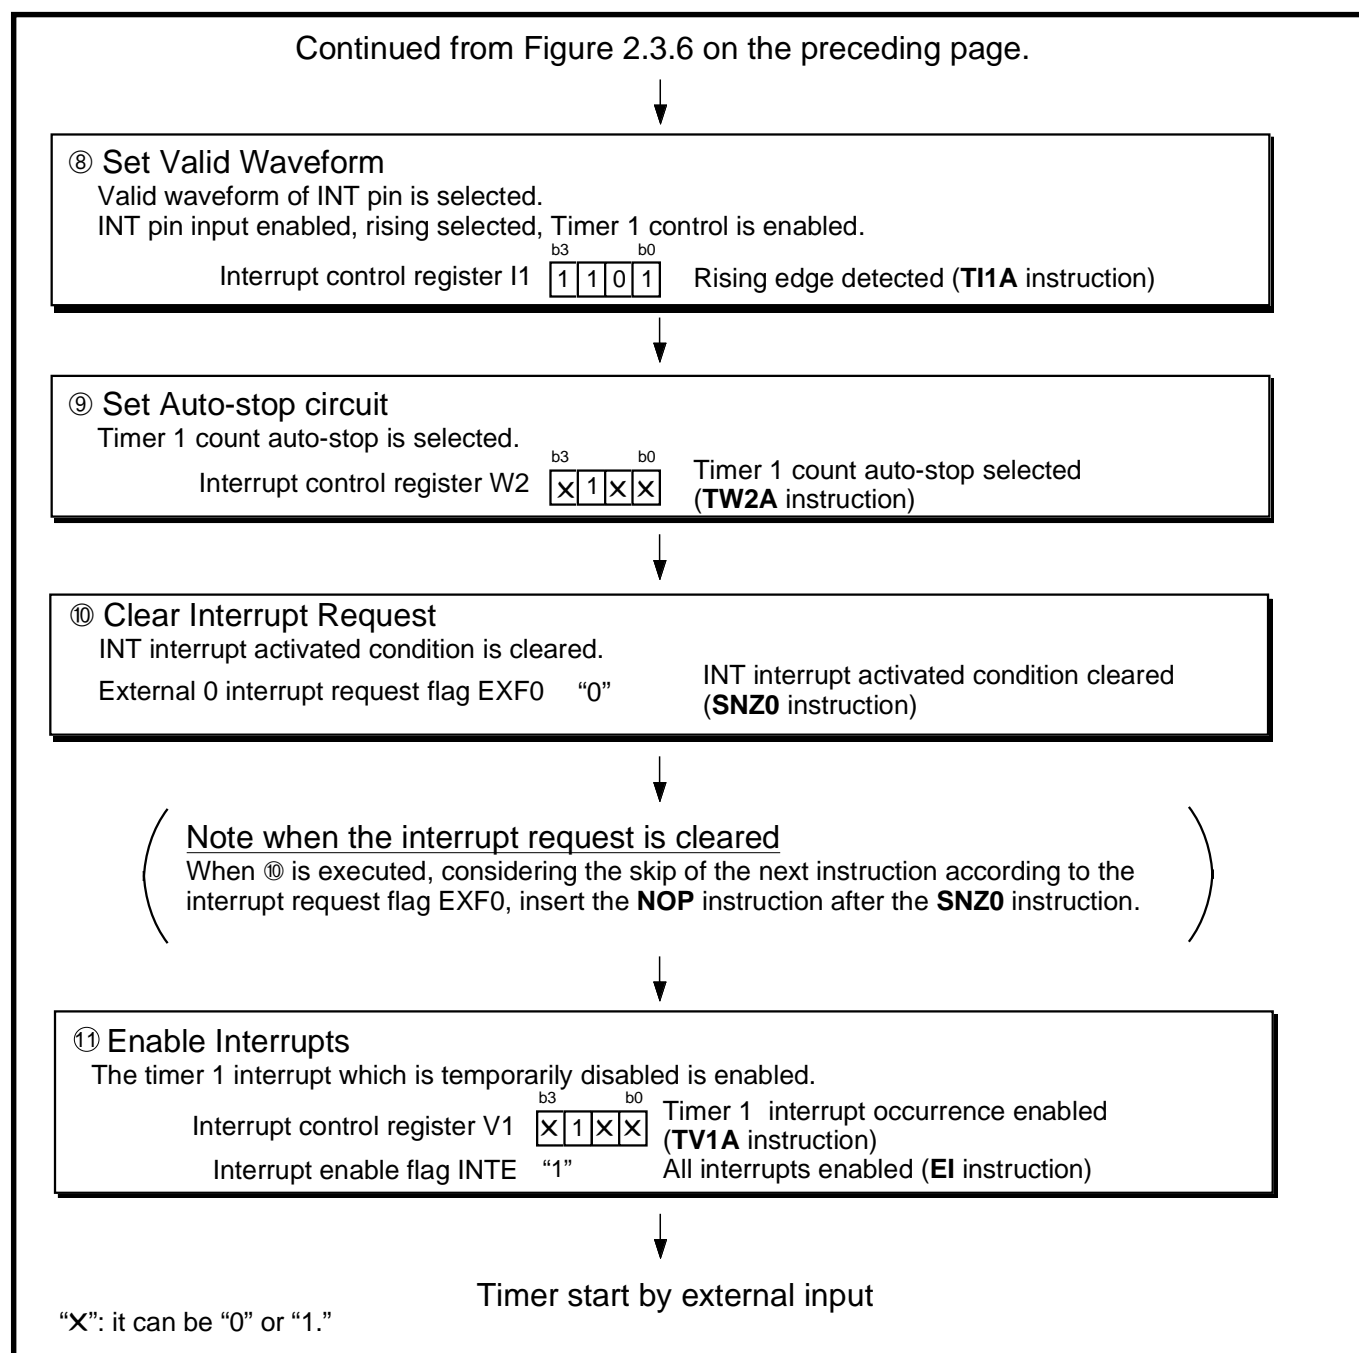 Continued from Figure 2.3.6 on the preceding page.
⑧ Set Valid Waveform
Valid waveform of INT pin is selected.
INT pin input enabled, rising selected, Timer 1 control is enabled.
b3 b0
Interrupt control register I1 1 1 0 1 Rising edge detected (TI1A instruction)
⑨ Set Auto-stop circuit
Timer 1 count auto-stop is selected.
b3 b0
Interrupt control register W2 × 1 × × Timer 1 count auto-stop selected
(TW2A instruction)
⑩ Clear Interrupt Request
INT interrupt activated condition is cleared.
External 0 interrupt request flag EXF0 “0” INT interrupt activated condition cleared
(SNZ0 instruction)
Note when the interrupt request is cleared
When ⑩ is executed, considering the skip of the next instruction according to the
interrupt request flag EXF0, insert the NOP instruction after the SNZ0 instruction.
⑪ Enable Interrupts
The timer 1 interrupt which is temporarily disabled is enabled.
b3 b0
Interrupt control register V1 × 1 × × Timer 1 interrupt occurrence enabled
(TV1A instruction)
Interrupt enable flag INTE “1” All interrupts enabled (EI instruction)
Timer start by external input
“×”: it can be “0” or “1.”